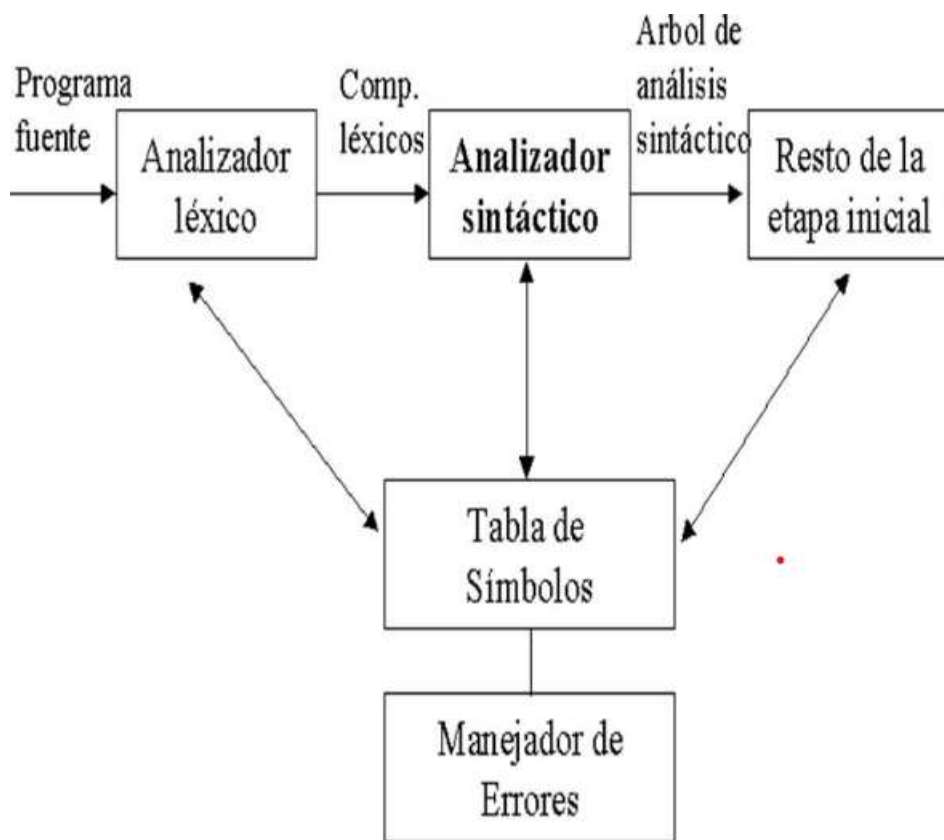 Programa
fuente
Analizador
léxico
Comp.
léxicos
Analizador
sintáctico
Arbol de
análisis
sintáctico
Resto de la
etapa inicial
Tabla de
Símbolos
Manejador de
Errores